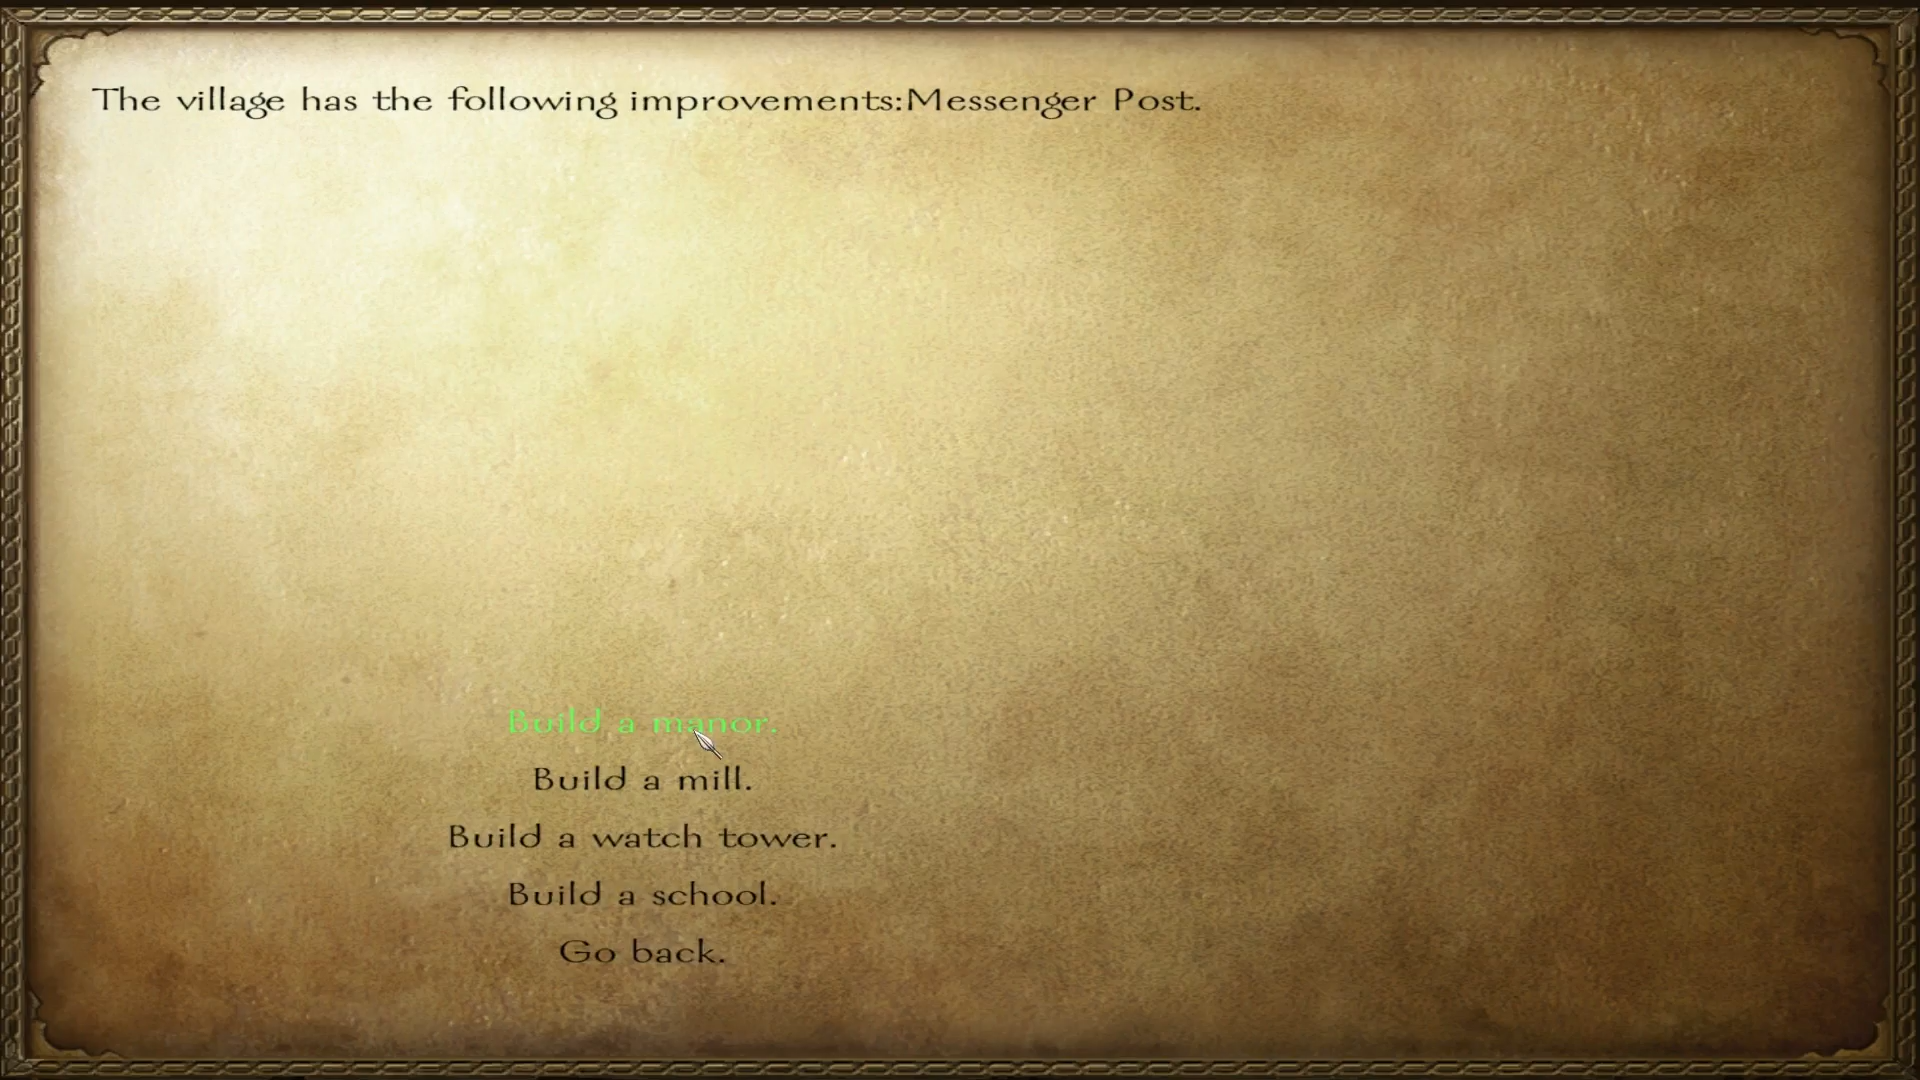 The village has the following improvements:Messenger Post.
Build a manor.
Build a mill.
Build a watch tower.
Build a school.
Go back.